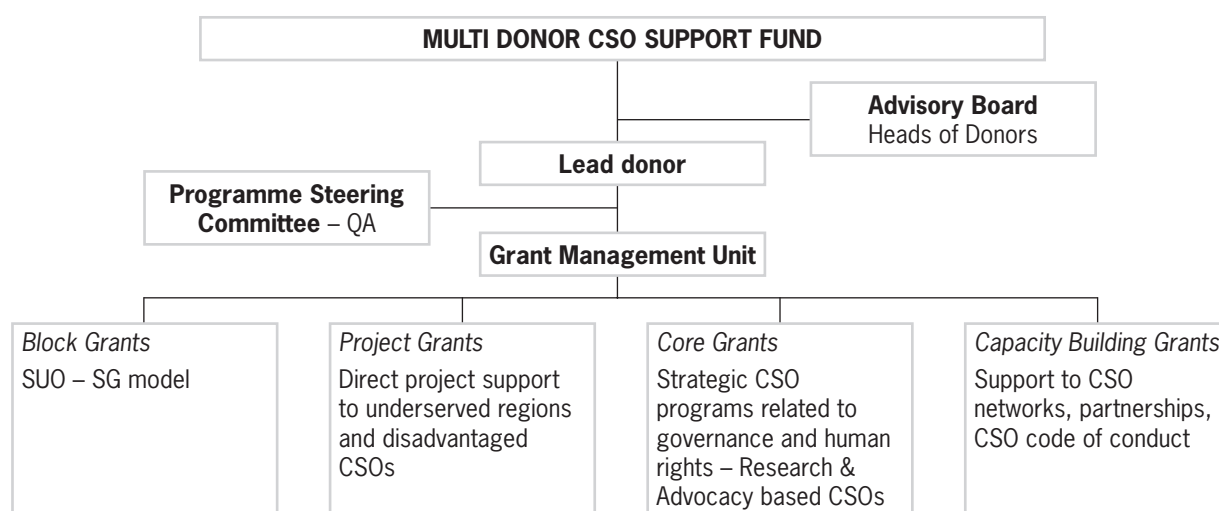 MULTI DONOR CSO SUPPORT FUND
Advisory Board
Heads of Donors
Lead donor
Programme Steering
Committee – QA
Grant Management Unit
Block Grants
SUO – SG model
Project Grants
Direct project support
to underserved regions
and disadvantaged
CSOs
Core Grants
Strategic CSO
programs related to
governance and human
rights – Research &
Advocacy based CSOs
Capacity Building Grants
Support to CSO
networks, partnerships,
CSO code of conduct